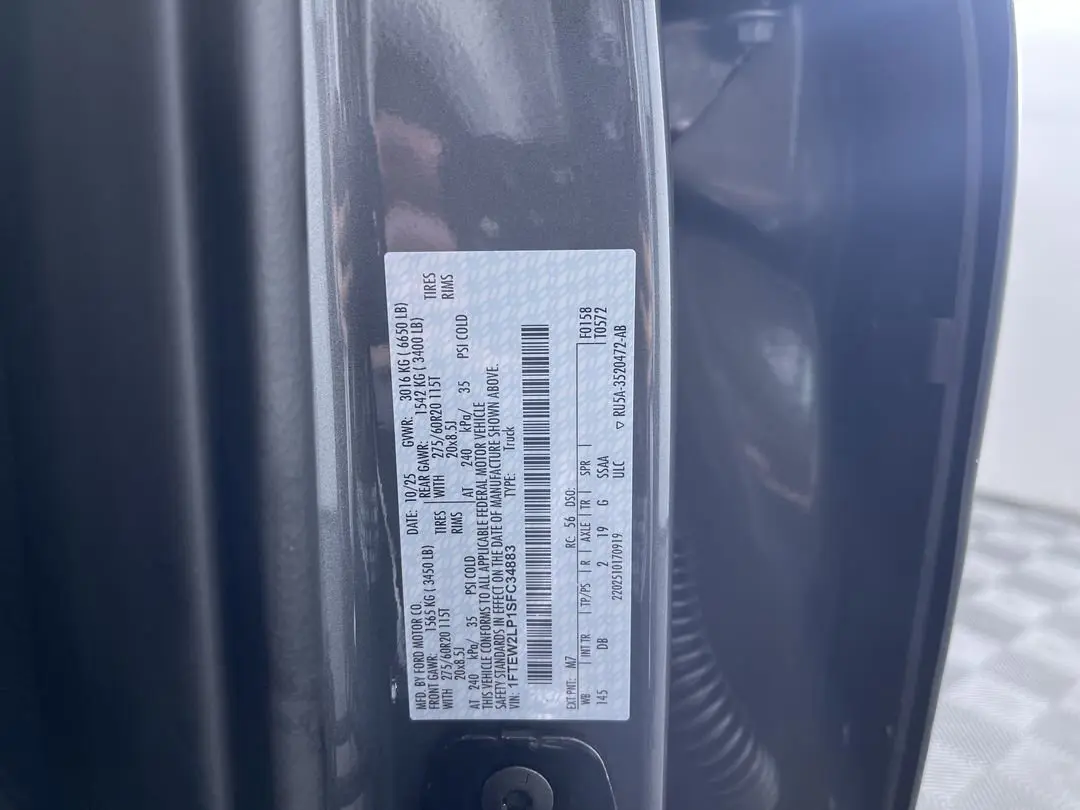 MFD. BY FORD MOTOR CO. DATE: 10/25 GVWR: 3016 KG ( 6650 LB)
FRONT GAWR: 1565 KG ( 3450 LB) REAR GAWR: 1542 KG ( 3400 LB)
WITH 275/60R20 115T TIRES WITH 275/60R20 115T TIRES
20x8.5J RIMS 20x8.5J RIMS
AT 240 kPa/ 35 PSI COLD AT 240 kPa/ 35 PSI COLD
THIS VEHICLE CONFORMS TO ALL APPLICABLE FEDERAL MOTOR VEHICLE
SAFETY STANDARDS IN EFFECT ON THE DATE OF MANUFACTURE SHOWN ABOVE.
VIN: 1FTEW2LP1SFC34883 TYPE: Truck
EXT PNT: M7 RC: 56 DSO: F0158
WB INT TR TP/PS R AXLE TR SPR T0572
145 DB 2 19 G SSAA
2202510170919 ULC ▽ RU5A-3520472-AB